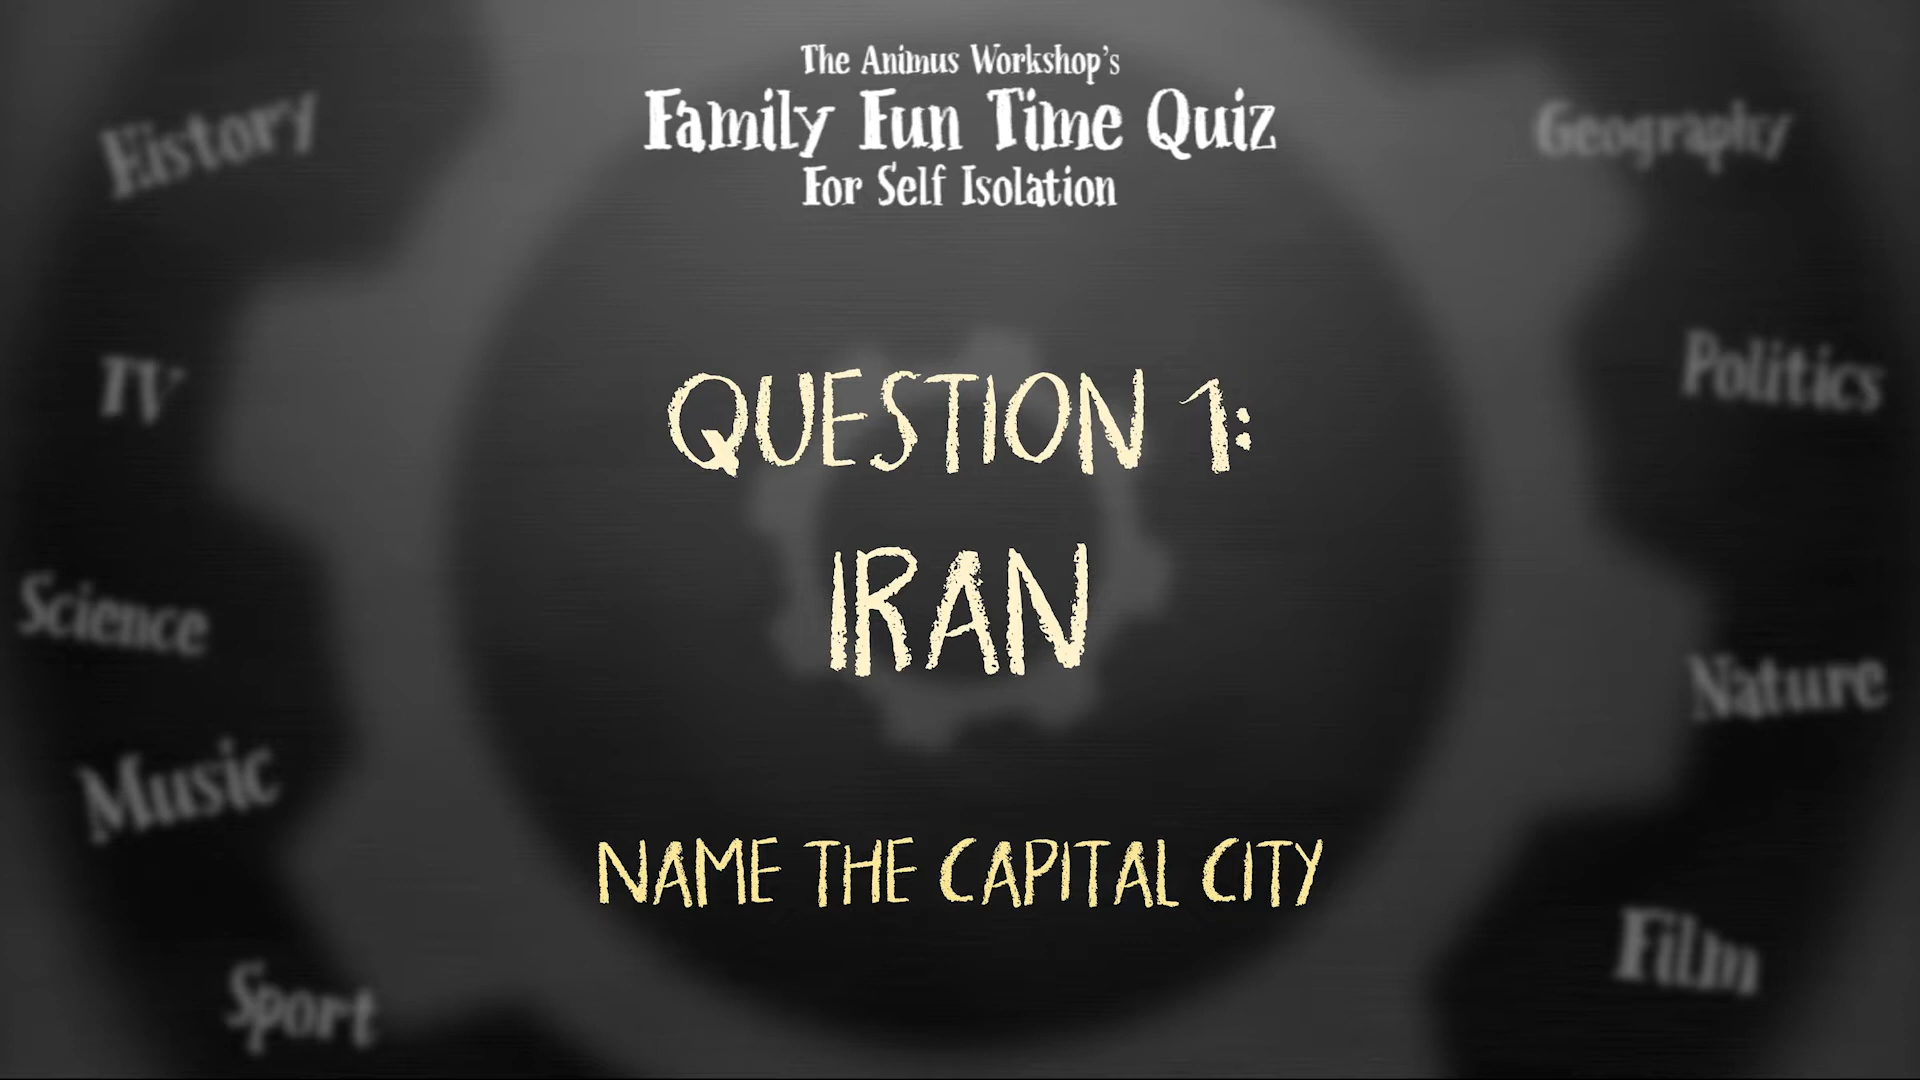 The Animus Workshop's
Family Fun Time Quiz
For Self Isolation
History
Geography
TV
Politics
QUESTION 1:
IRAN
Science
Nature
Music
NAME THE CAPITAL CITY
Film
Sport